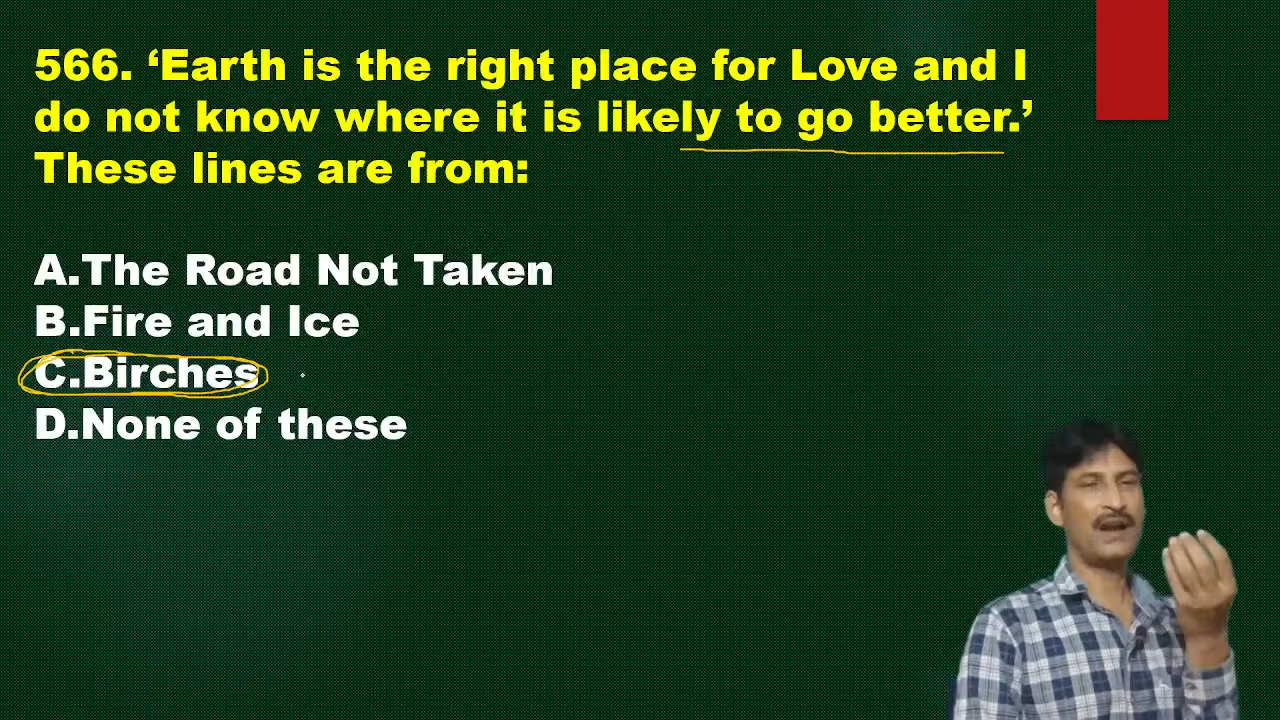 566. ‘Earth is the right place for Love and I
do not know where it is likely to go better.’
These lines are from:
A.The Road Not Taken
B.Fire and Ice
C.Birches
D.None of these